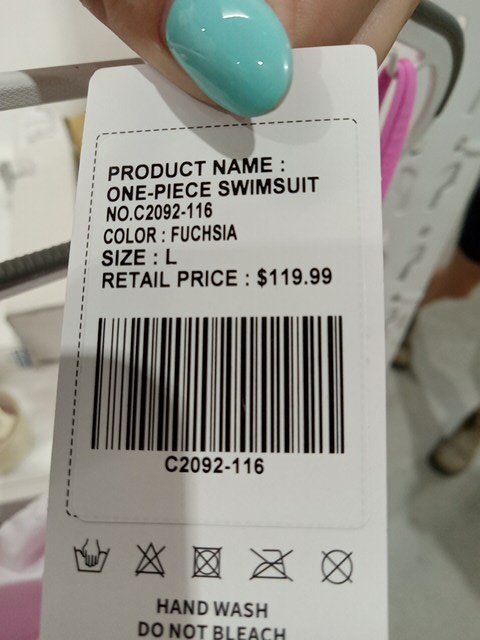 PRODUCT NAME :
ONE-PIECE SWIMSUIT
NO.C2092-116
COLOR : FUCHSIA
SIZE : L
RETAIL PRICE : $119.99
C2092-116
HAND WASH
DO NOT BLEACH